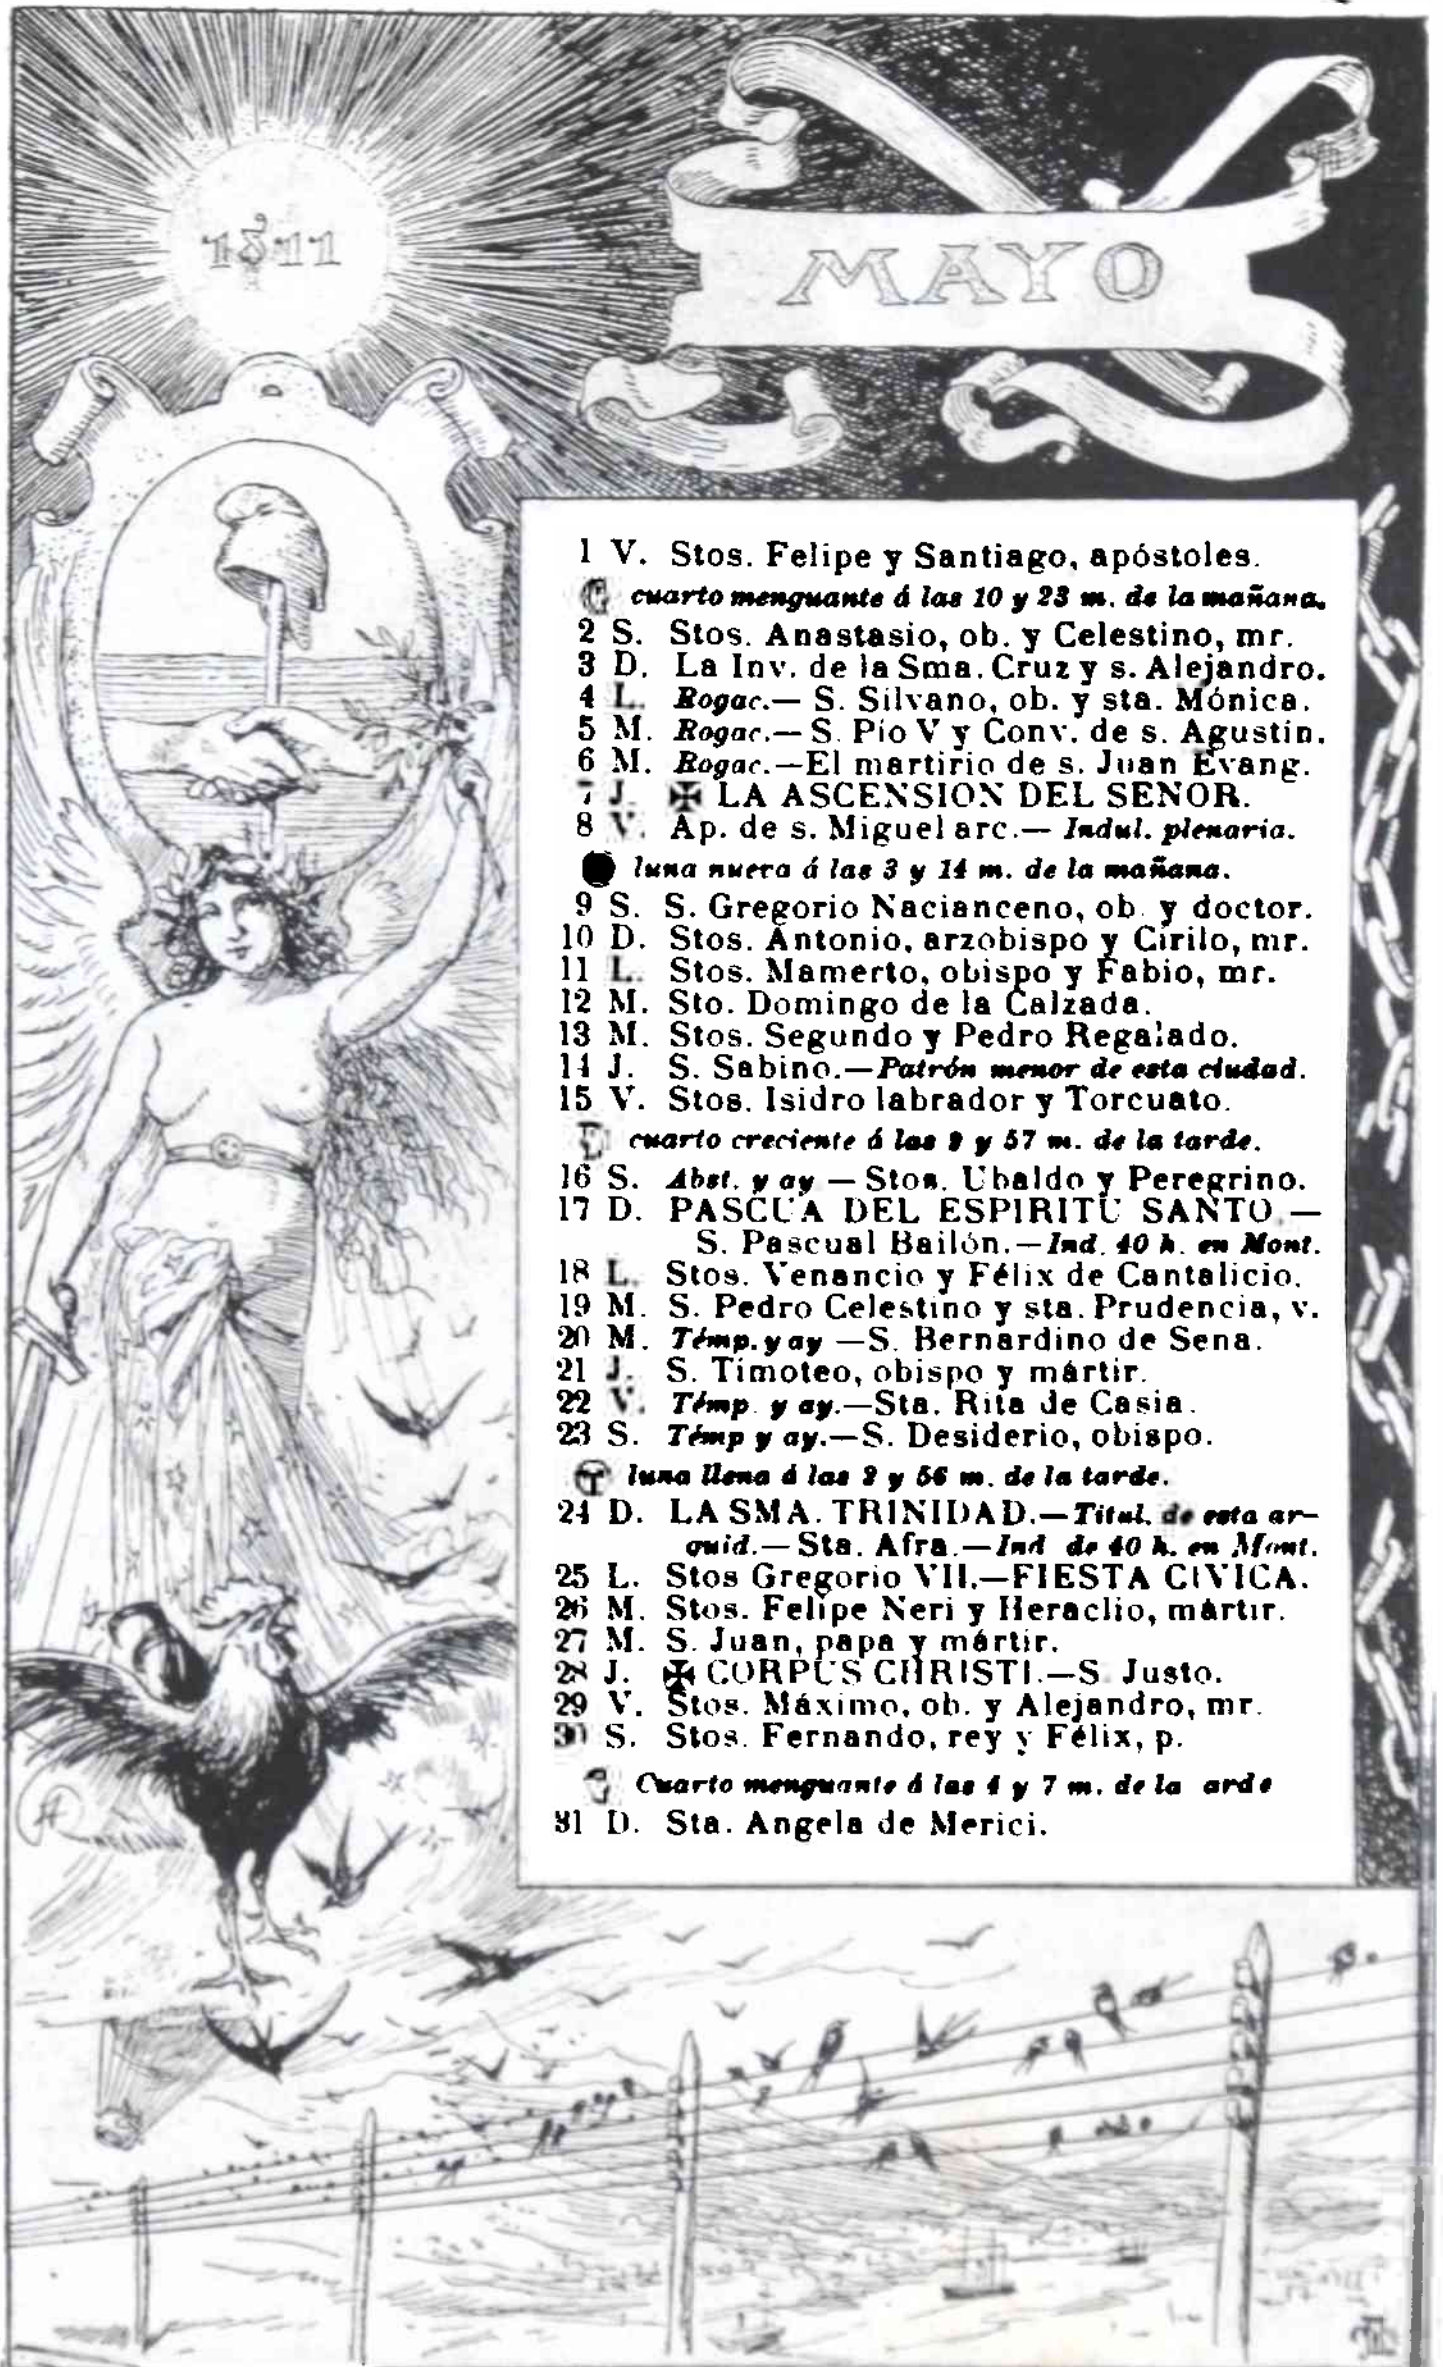 1811
MAYO
1 V. Stos. Felipe y Santiago, apóstoles.
cuarto menguante á las 10 y 23 m. de la mañana.
2 S. Stos. Anastasio, ob. y Celestino, mr.
3 D. La Inv. de la Sma. Cruz y s. Alejandro.
4 L. Rogac.— S. Silvano, ob. y sta. Mónica.
5 M. Rogac.— S. Pio V y Conv. de s. Agustin.
6 M. Rogac.—El martirio de s. Juan Evang.
7 J. ✠ LA ASCENSION DEL SEÑOR.
8 V. Ap. de s. Miguel arc.— Indul. plenaria.
luna nueva á las 3 y 14 m. de la mañana.
9 S. S. Gregorio Nacianceno, ob. y doctor.
10 D. Stos. Antonio, arzobispo y Cirilo, mr.
11 L. Stos. Mamerto, obispo y Fabio, mr.
12 M. Sto. Domingo de la Calzada.
13 M. Stos. Segundo y Pedro Regalado.
14 J. S. Sabino.—Patrón menor de esta ciudad.
15 V. Stos. Isidro labrador y Torcuato.
cuarto creciente á las y 57 m. de la tarde.
16 S. Abst. y ay — Stos. Ubaldo y Peregrino.
17 D. PASCUA DEL ESPIRITU SANTO.—
S. Pascual Bailón.—Ind. 40 h. en Mont.
18 L. Stos. Venancio y Félix de Cantalicio.
19 M. S. Pedro Celestino y sta. Prudencia, v.
20 M. Témp. y ay —S. Bernardino de Sena.
21 J. S. Timoteo, obispo y mártir.
22 V. Témp. y ay.—Sta. Rita de Casia.
23 S. Témp y ay.—S. Desiderio, obispo.
luna llena á las y 56 m. de la tarde.
24 D. LA SMA. TRINIDAD.—Titul. de esta ar-
quid.— Sta. Afra.—Ind de 40 h. en Mont.
25 L. Stos Gregorio VII.—FIESTA CIVICA.
26 M. Stos. Felipe Neri y Heraclio, mártir.
27 M. S. Juan, papa y mártir.
28 J. ✠ CORPUS CHRISTI.—S. Justo.
29 V. Stos. Máximo, ob. y Alejandro, mr.
30 S. Stos. Fernando, rey y Félix, p.
Cuarto menguante á las 4 y 7 m. de la arde
31 D. Sta. Angela de Merici.